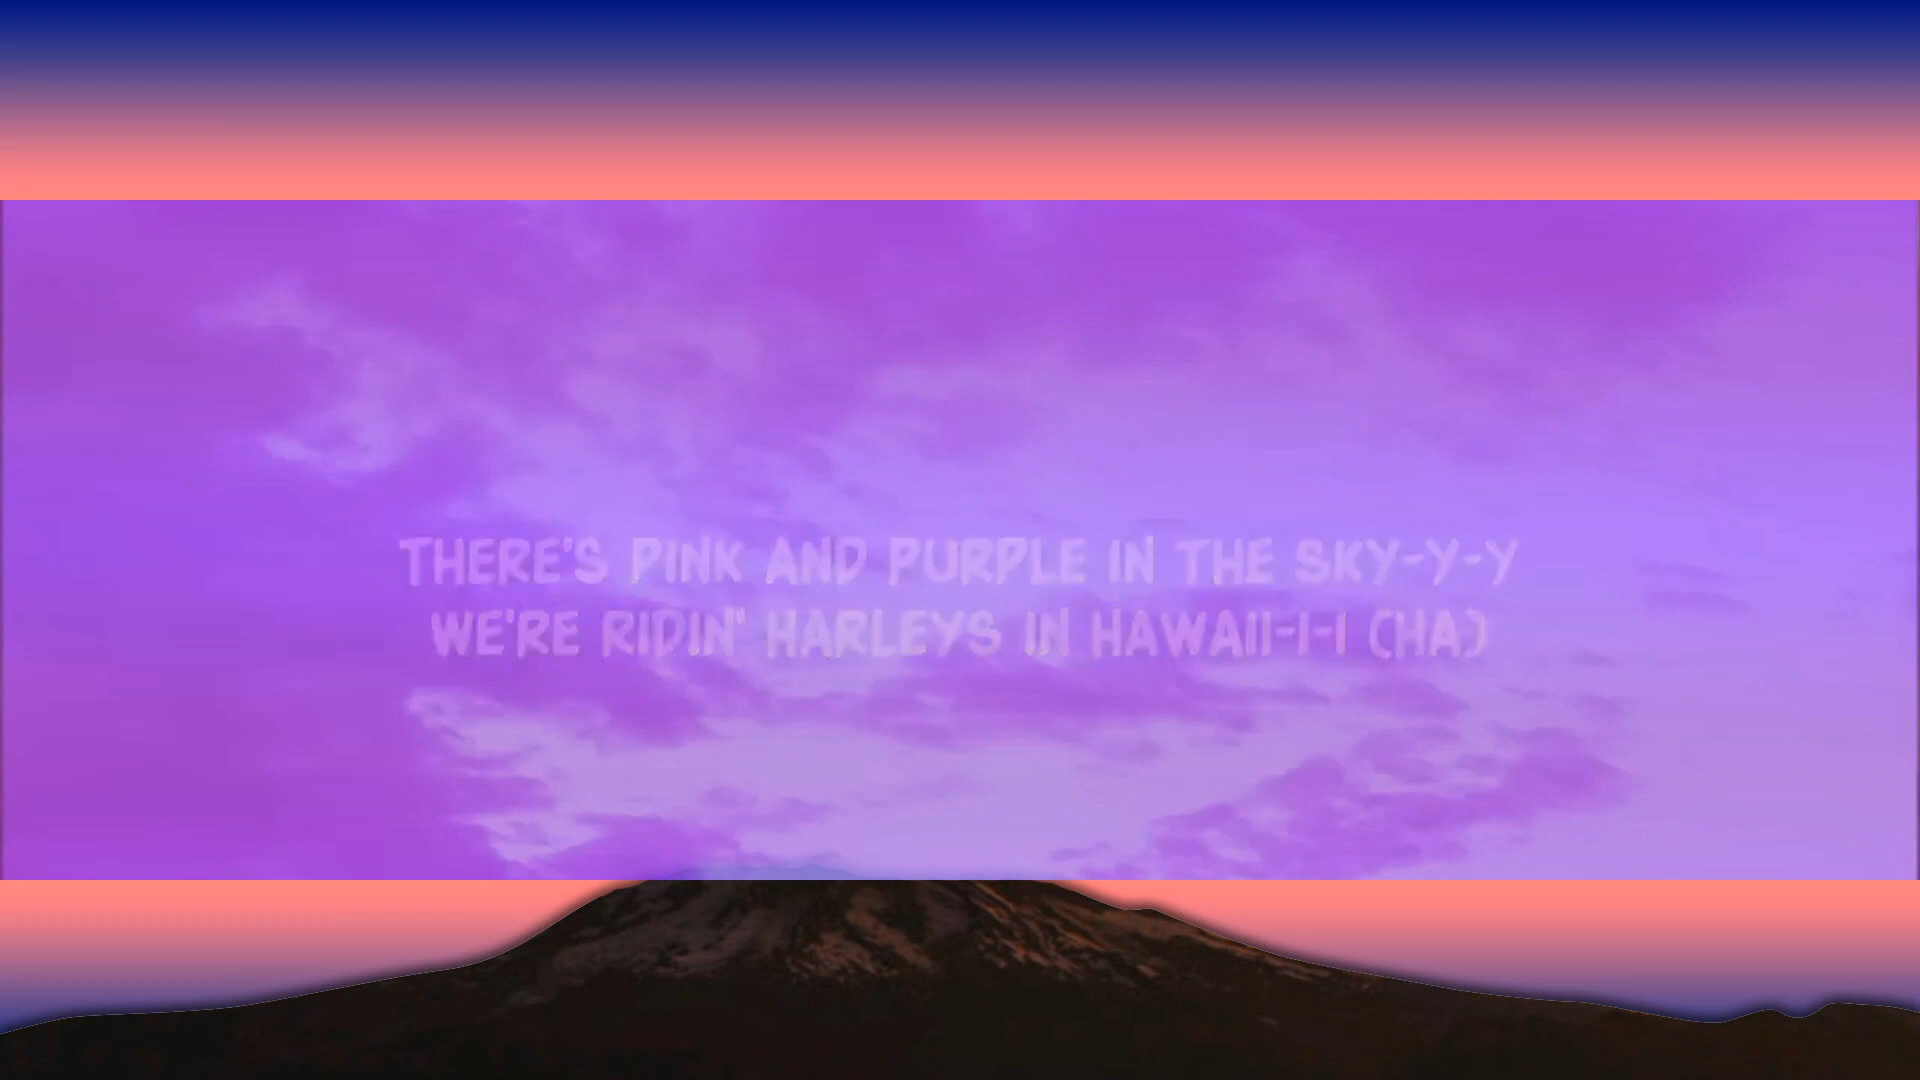 THERE'S PINK AND PURPLE IN THE SKY-Y-Y
WE'RE RIDIN' HARLEYS IN HAWAII-I-I (HA)